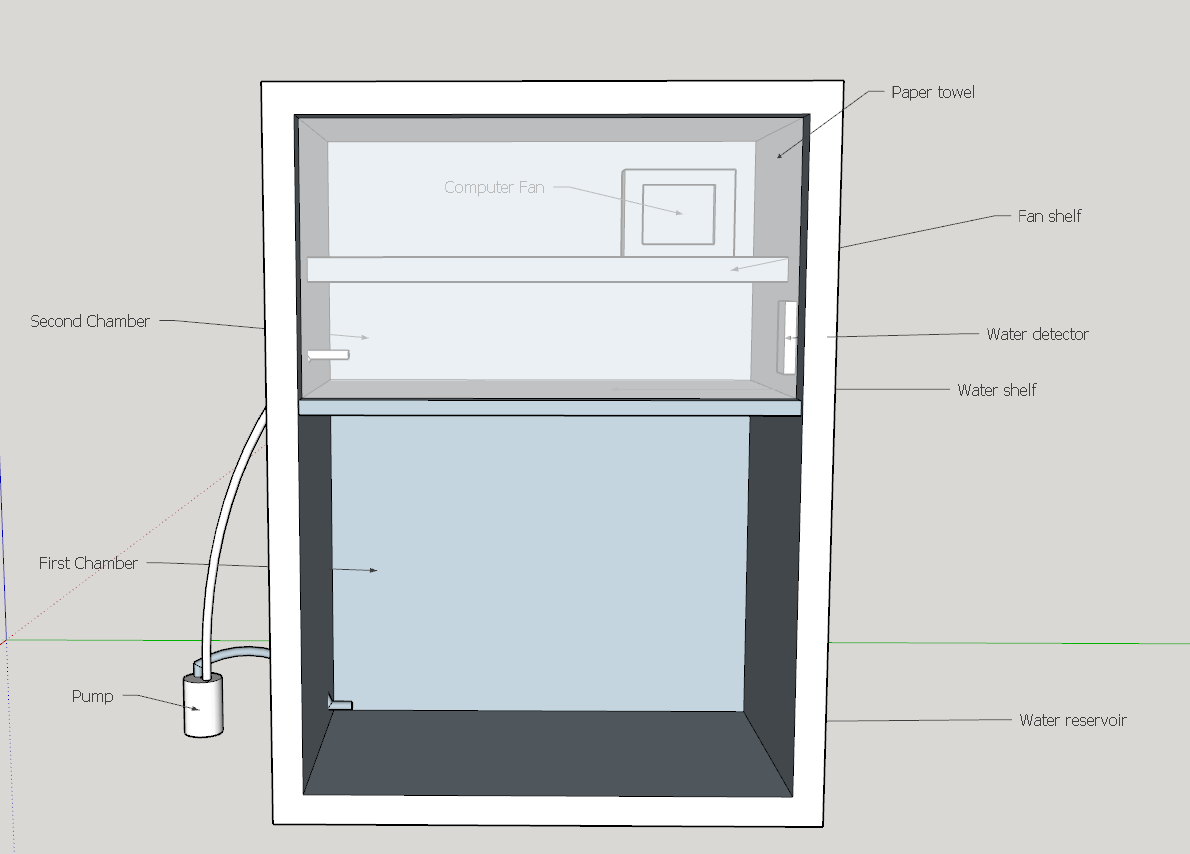 Paper towel
Computer Fan
Fan shelf
Second Chamber
Water detector
Water shelf
First Chamber
Pump
Water reservoir